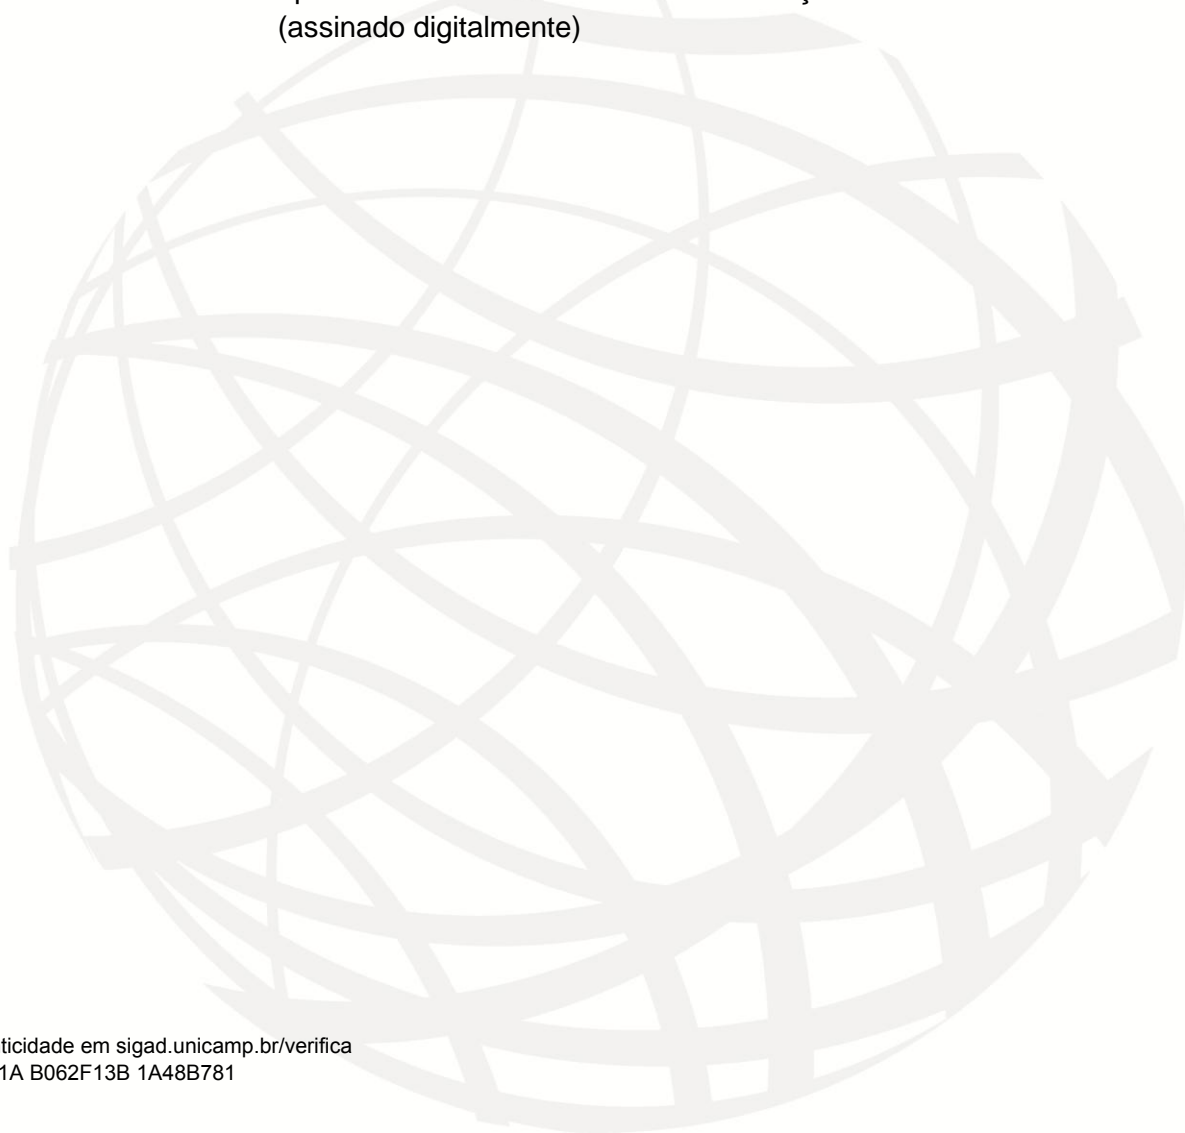 (assinado digitalmente)
ticidade em sigad.unicamp.br/verifica
1A B062F13B 1A48B781